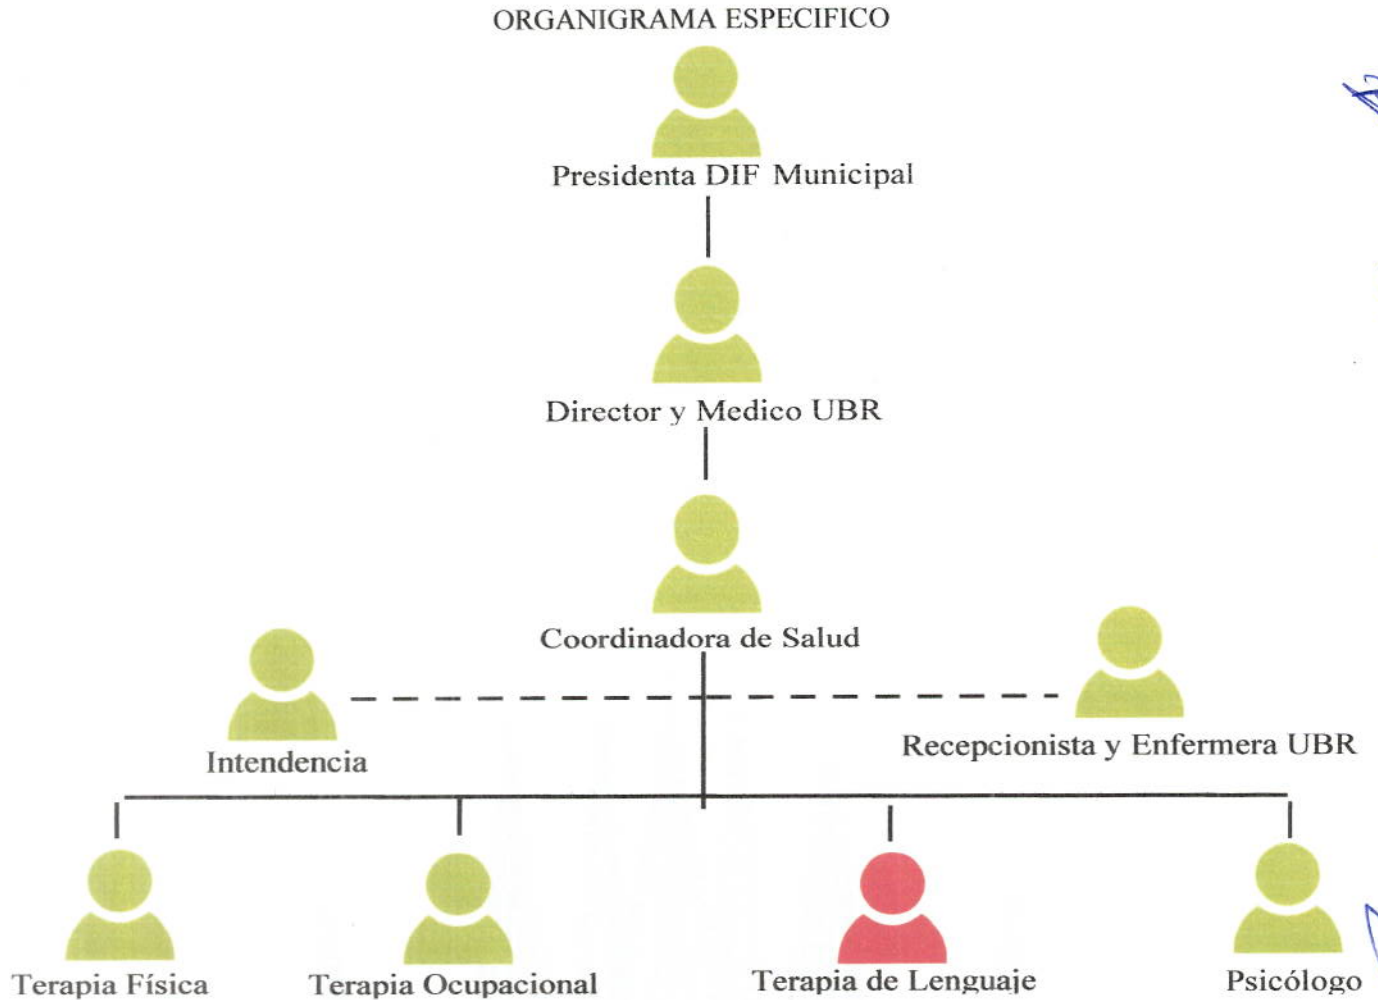 ORGANIGRAMA ESPECIFICO
Presidenta DIF Municipal
Director y Medico UBR
Coordinadora de Salud
Intendencia
Recepcionista y Enfermera UBR
Terapia Física
Terapia Ocupacional
Terapia de Lenguaje
Psicólogo